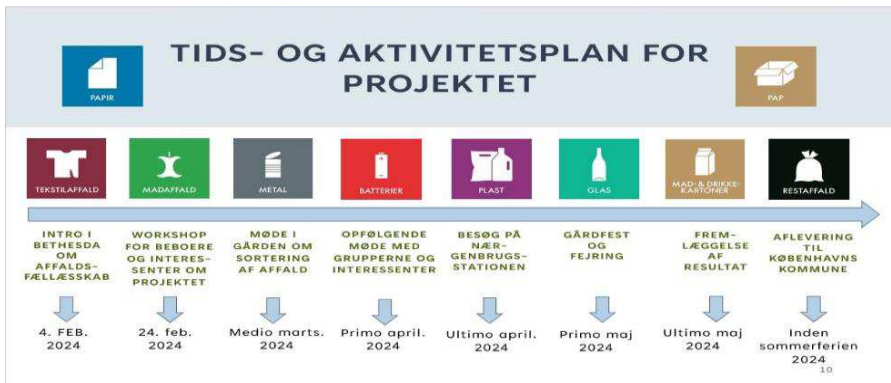 TIDS- OG AKTIVITETSPLAN FOR
PROJEKTET
PAPIR
PAP
TEKSTILAFFALD
MADAFFALD
METAL
BATTERIER
PLAST
GLAS
MAD- & DRIKKE-
KARTONER
RESTAFFALD
INTRO I
BETHESDA
OM
AFFALDS-
FÆLLÆSSKAB
WORKSHOP
FOR BEBOERE
OG INTERES-
SENTER OM
PROJEKTET
MØDE I
GÅRDEN OM
SORTERING
AF AFFALD
OPFØLGENDE
MØDE MED
GRUPPERNE OG
INTERESSENTER
BESØG PÅ
NÆR-
GENBRUGS-
STATIONEN
GÅRDFEST
OG
FEJRING
FREM-
LÆGGELSE
AF
RESULTAT
AFLEVERING
TIL
KØBENHAVNS
KOMMUNE
4. FEB.
2024
24. feb.
2024
Medio marts.
2024
Primo april.
2024
Ultimo april.
2024
Primo maj
2024
Ultimo maj
2024
Inden
sommerferien
2024
10